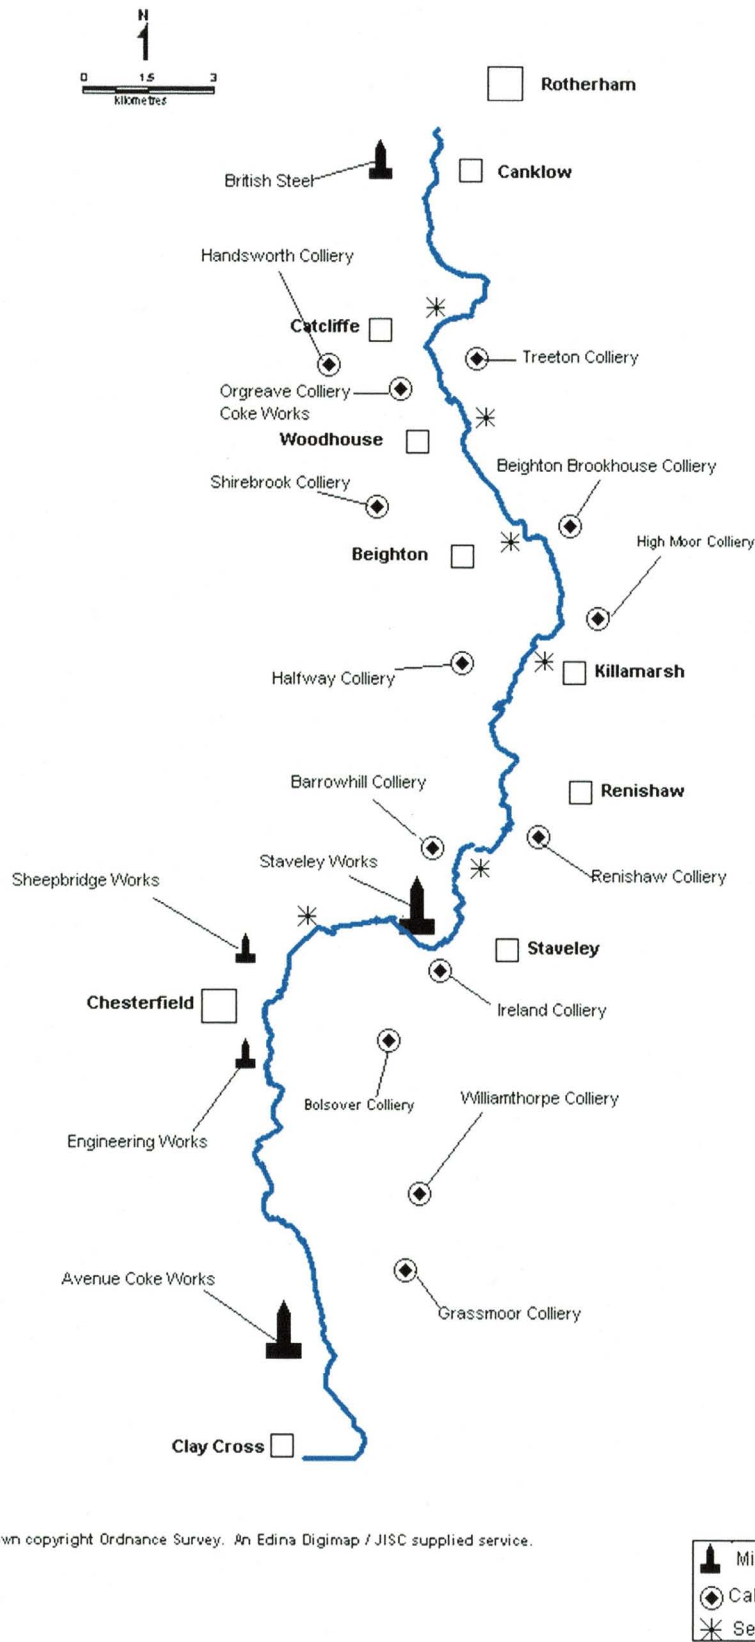 N
0 1.5 3
kilometres
Rotherham
British Steel
Canklow
Handsworth Colliery
Catcliffe
Treeton Colliery
Orgreave Colliery
Coke Works
Woodhouse
Beighton Brookhouse Colliery
Shirebrook Colliery
High Moor Colliery
Beighton
Halfway Colliery
Killamarsh
Barrowhill Colliery
Renishaw
Staveley Works
Sheepbridge Works
Renishaw Colliery
Staveley
Chesterfield
Ireland Colliery
Bolsover Colliery
Williamthorpe Colliery
Engineering Works
Avenue Coke Works
Grassmoor Colliery
Clay Cross
wn copyright Ordnance Survey. An Edina Digimap / JISC supplied service.
Mi
Se